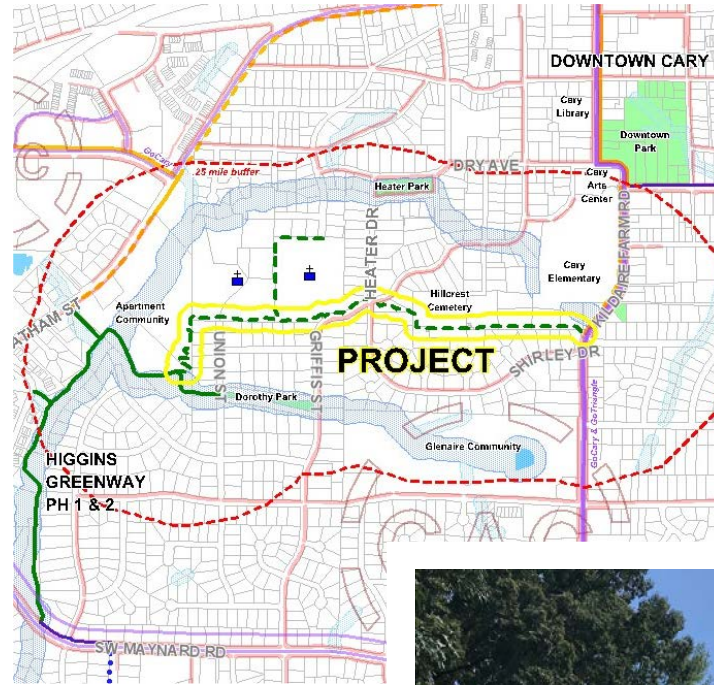 DOWNTOWN CARY
Cary
Library
Downtown
Park
GoCary
.25 mile buffer
DRY AVE
Cary
Arts
Center
Heater Park
HEATER DR
KILDAIRE FARM RD
Cary
Elementary
Hillcrest
Cemetery
Apartment
Community
ATHAM ST
UNION ST
GRIFFIS ST
PROJECT
SHIRLEY DR
Dorothy Park
Glenaire Community
GoCary & GoTriangle
HIGGINS
GREENWAY
PH 1 & 2
SW MAYNARD RD